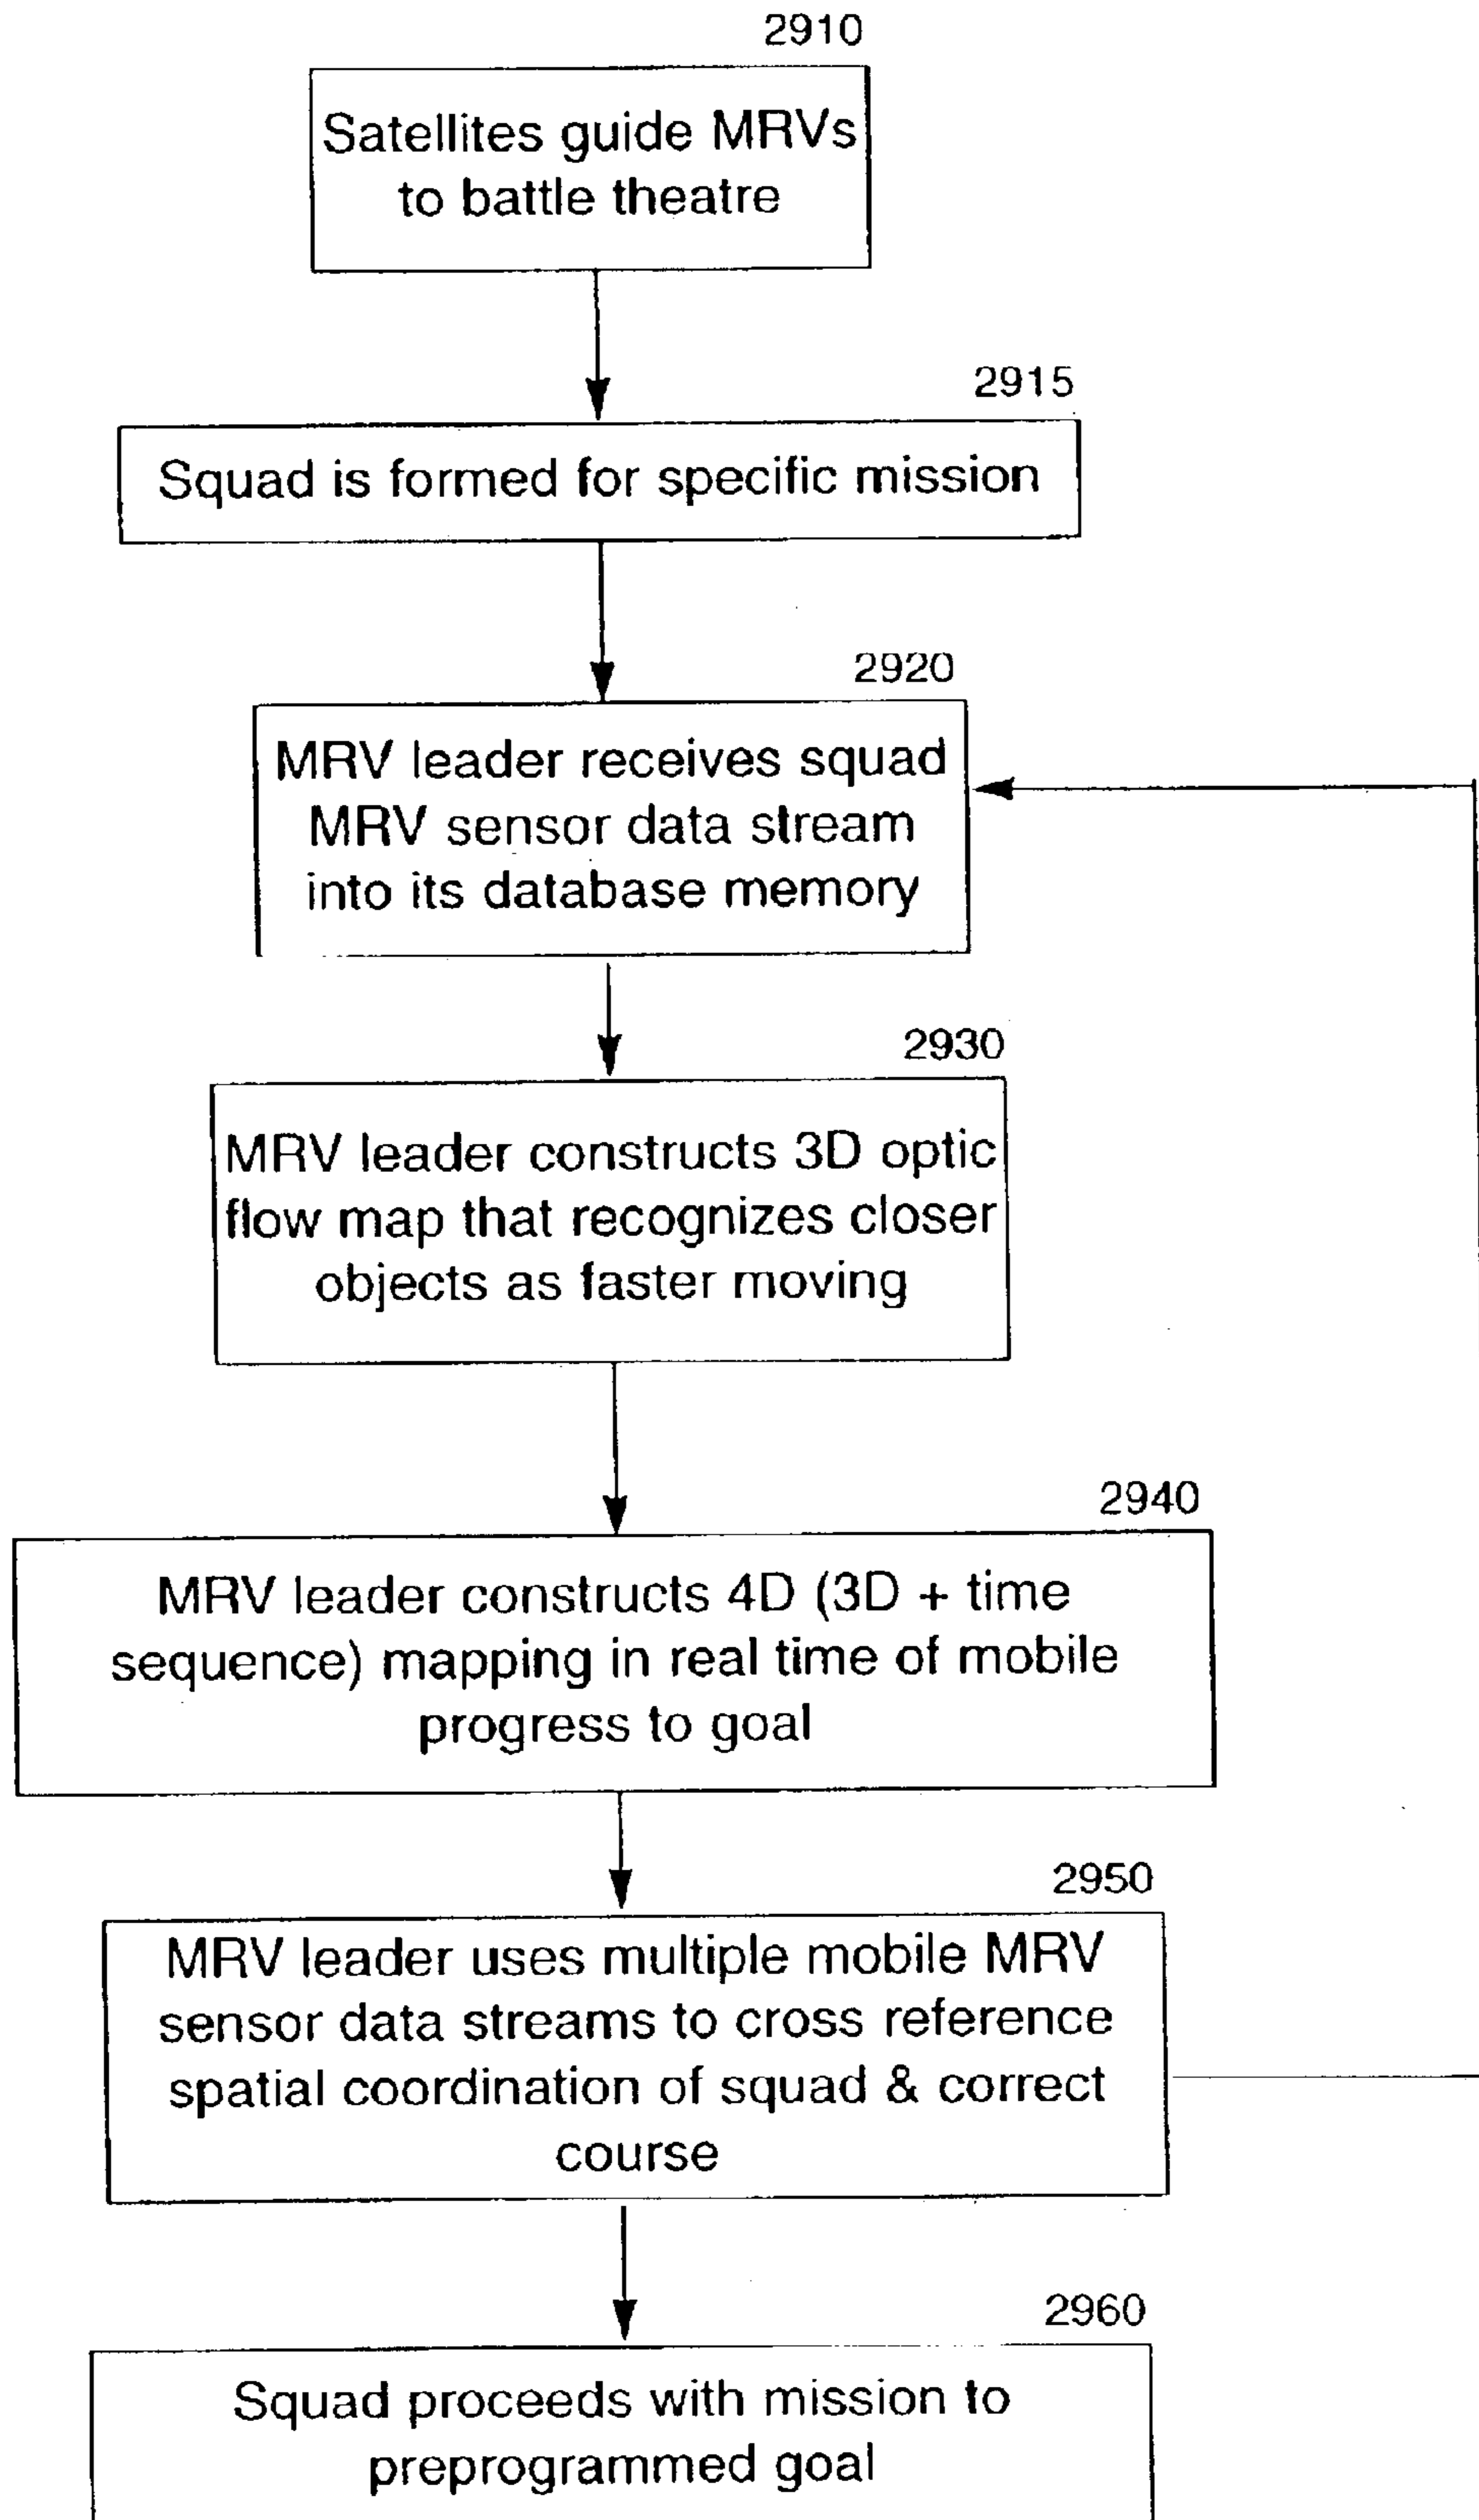 2910
Satellites guide MRVs
to battle theatre
2915
Squad is formed for specific mission
2920
MRV leader receives squad
MRV sensor data stream
into its database memory
2930
MRV leader constructs 3D optic
flow map that recognizes closer
objects as faster moving
2940
MRV leader constructs 4D (3D + time
sequence) mapping in real time of mobile
progress to goal
2950
MRV leader uses multiple mobile MRV
sensor data streams to cross reference
spatial coordination of squad & correct
course
2960
Squad proceeds with mission to
preprogrammed goal